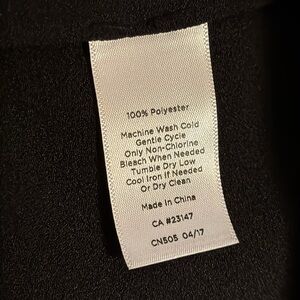 100% Polyester
Machine Wash Cold
Gentle Cycle
Only Non-Chlorine
Bleach When Needed
Tumble Dry Low
Cool Iron If Needed
Or Dry Clean
Made In China
CA #23147
CN505 04/17